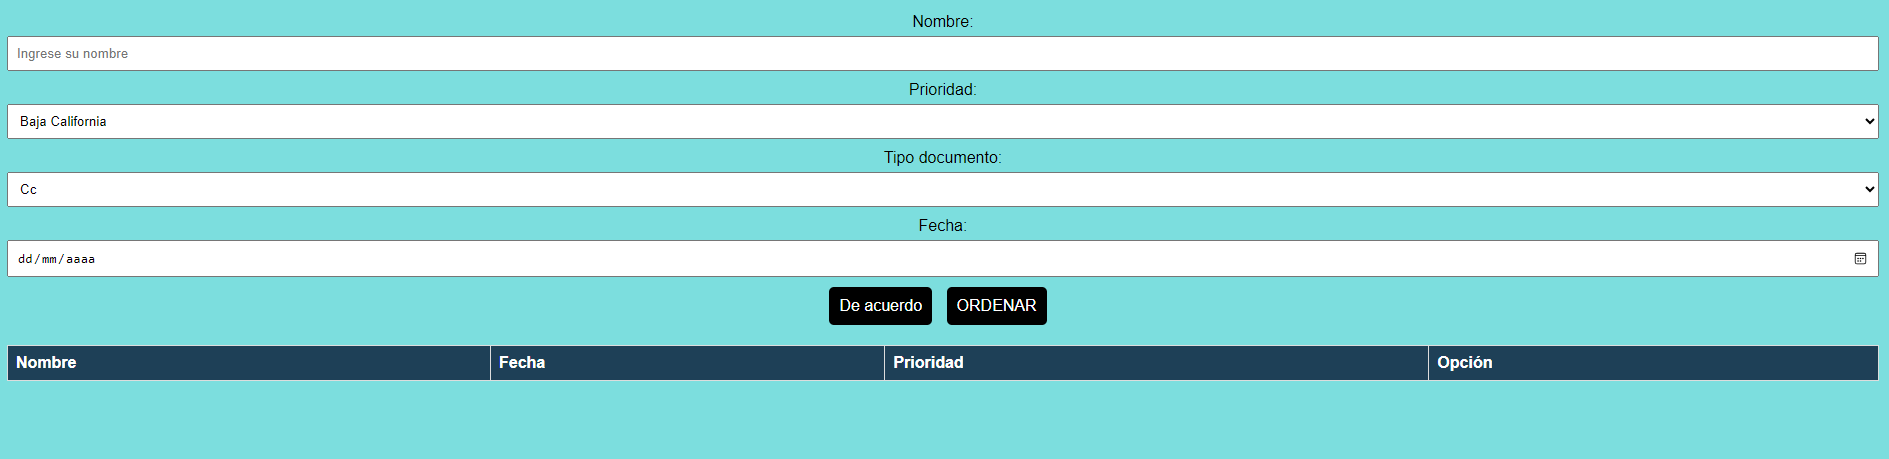 Nombre:
Ingrese su nombre
Prioridad:
Baja California
Tipo documento:
Cc
Fecha:
dd/mm/aaaa
De acuerdo ORDENAR
Nombre Fecha Prioridad Opción